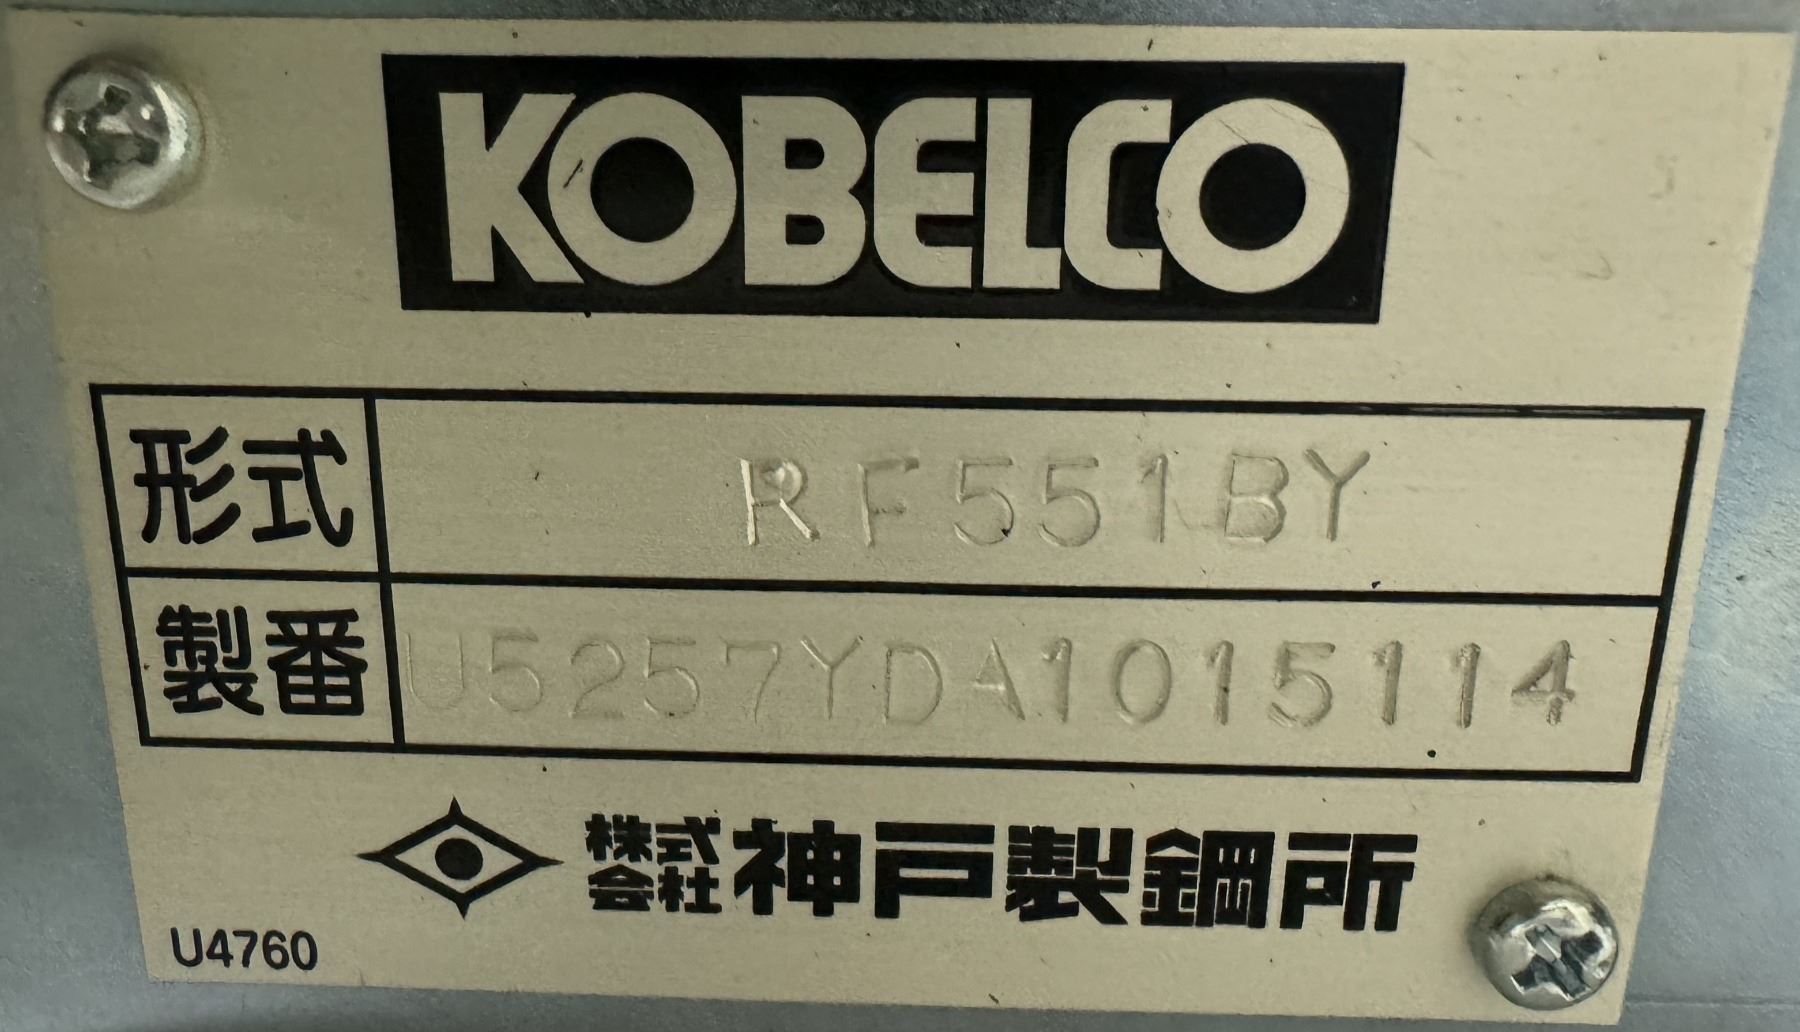 KOBELCO
形式 RF551BY
製番 U5257YDA1015114
株式会社 神戸製鋼所
U4760